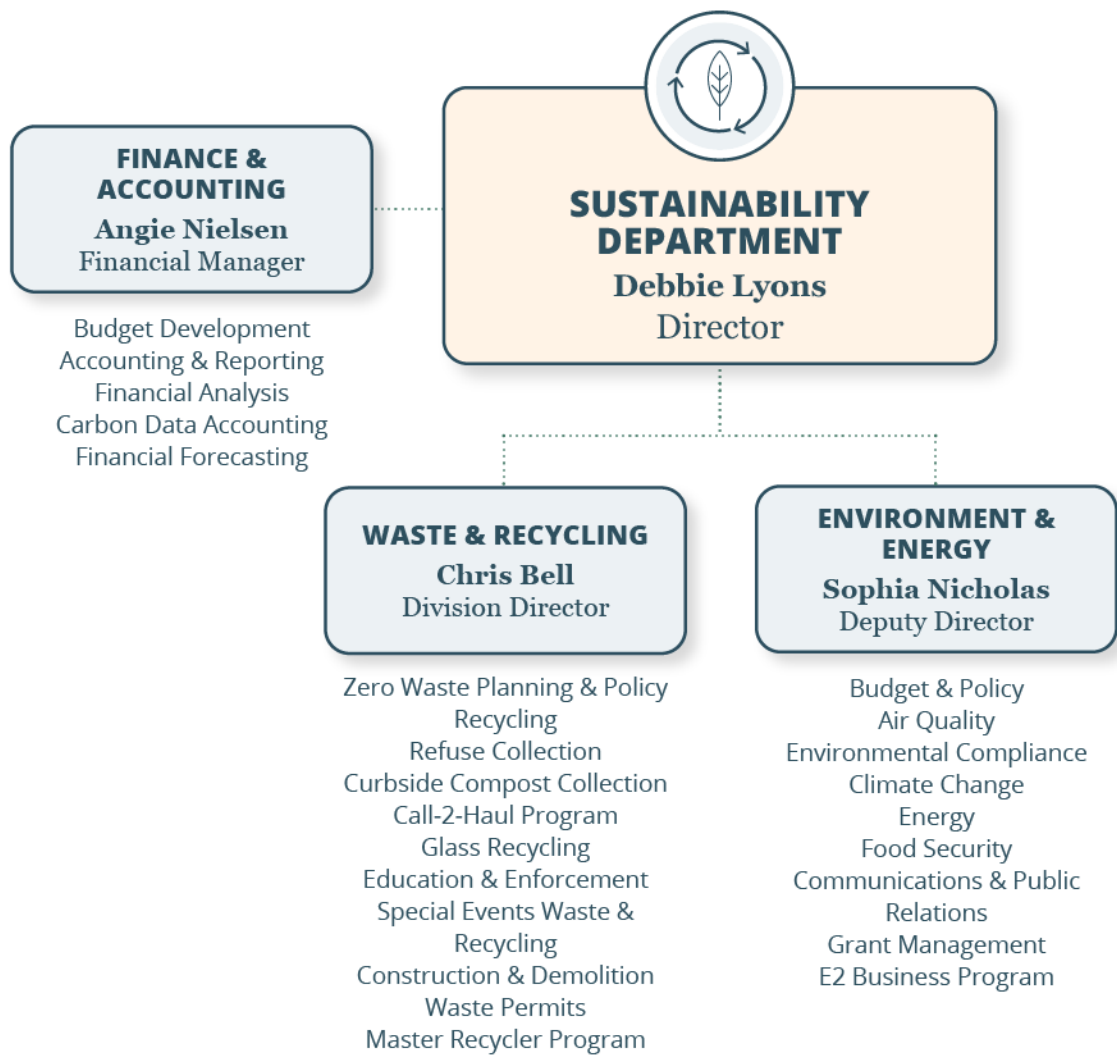 FINANCE &
ACCOUNTING
Angie Nielsen
Financial Manager
Budget Development
Accounting & Reporting
Financial Analysis
Carbon Data Accounting
Financial Forecasting
SUSTAINABILITY
DEPARTMENT
Debbie Lyons
Director
WASTE & RECYCLING
Chris Bell
Division Director
Zero Waste Planning & Policy
Recycling
Refuse Collection
Curbside Compost Collection
Call-2-Haul Program
Glass Recycling
Education & Enforcement
Special Events Waste &
Recycling
Construction & Demolition
Waste Permits
Master Recycler Program
ENVIRONMENT &
ENERGY
Sophia Nicholas
Deputy Director
Budget & Policy
Air Quality
Environmental Compliance
Climate Change
Energy
Food Security
Communications & Public
Relations
Grant Management
E2 Business Program